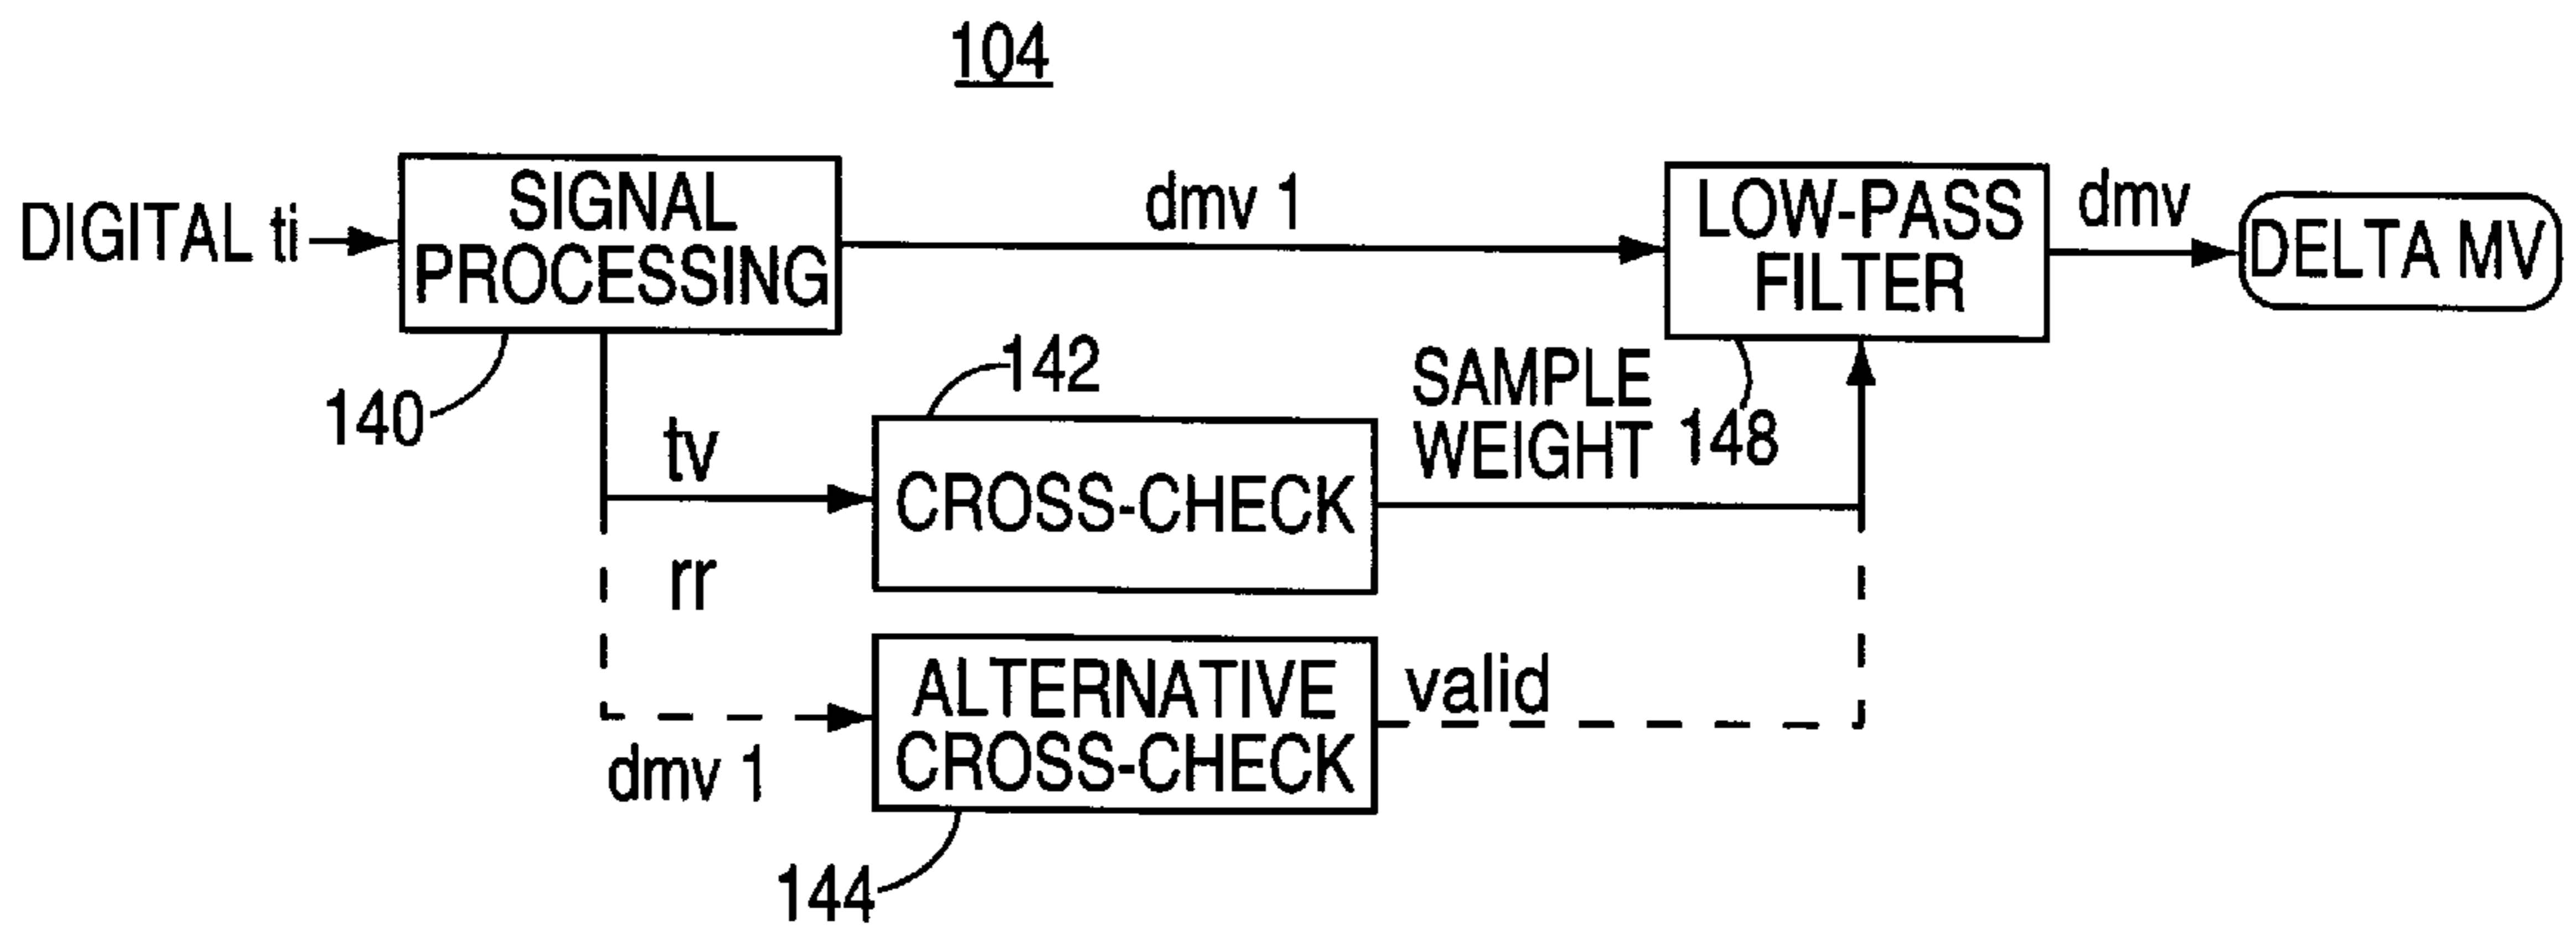 104
DIGITAL ti
SIGNAL
PROCESSING
dmv 1
LOW-PASS
FILTER
dmv
DELTA MV
140
142
SAMPLE
WEIGHT
148
tv
CROSS-CHECK
rr
ALTERNATIVE
CROSS-CHECK
valid
dmv 1
144